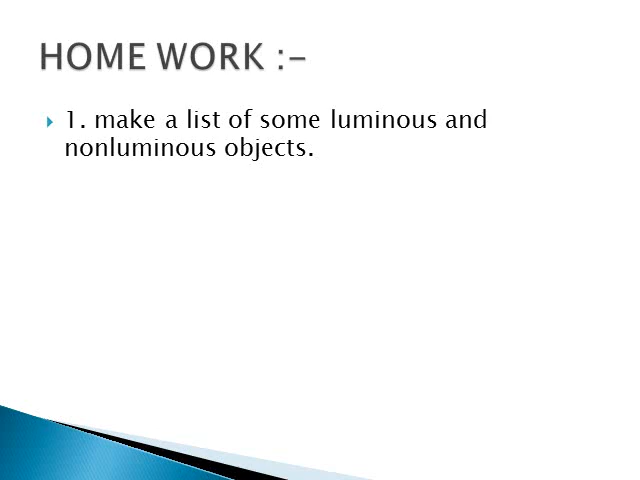 HOME WORK :-
1. make a list of some luminous and
nonluminous objects.